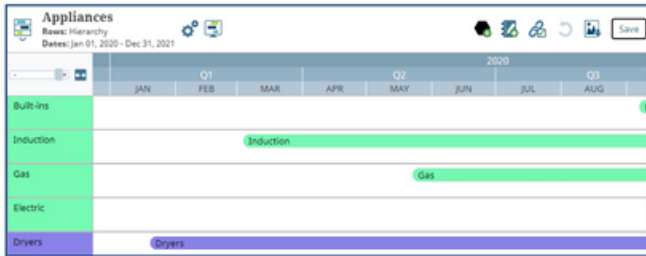 Appliances
Rows: Hierarchy
Dates: Jan 01, 2020 - Dec 31, 2021
Save
2020
Q1 Q2 Q3
JAN FEB MAR APR MAY JUN JUL AUG
Built-ins
Induction Induction
Gas Gas
Electric
Dryers Dryers